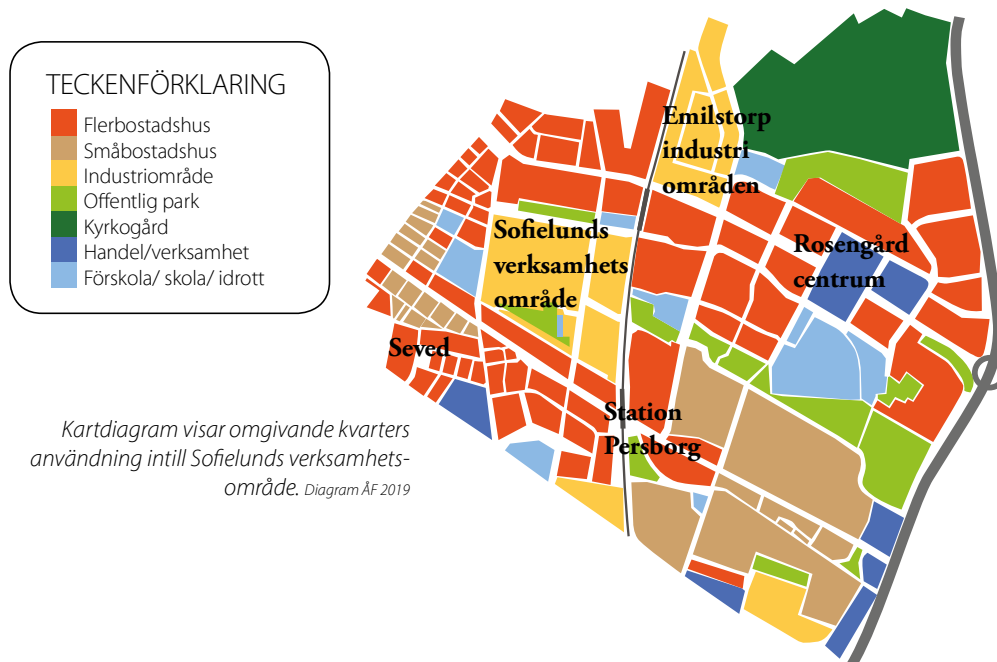 TECKENFÖRKLARING
Flerbostadshus
Småbostadshus
Industriområde
Offentlig park
Kyrkogård
Handel/verksamhet
Förskola/ skola/ idrott
Emilstorp
industri
områden
Sofielunds
verksamhets
område
Rosengård
centrum
Seved
Station
Persborg
Kartdiagram visar omgivande kvarters
användning intill Sofielunds verksamhets-
område. Diagram ÅF 2019